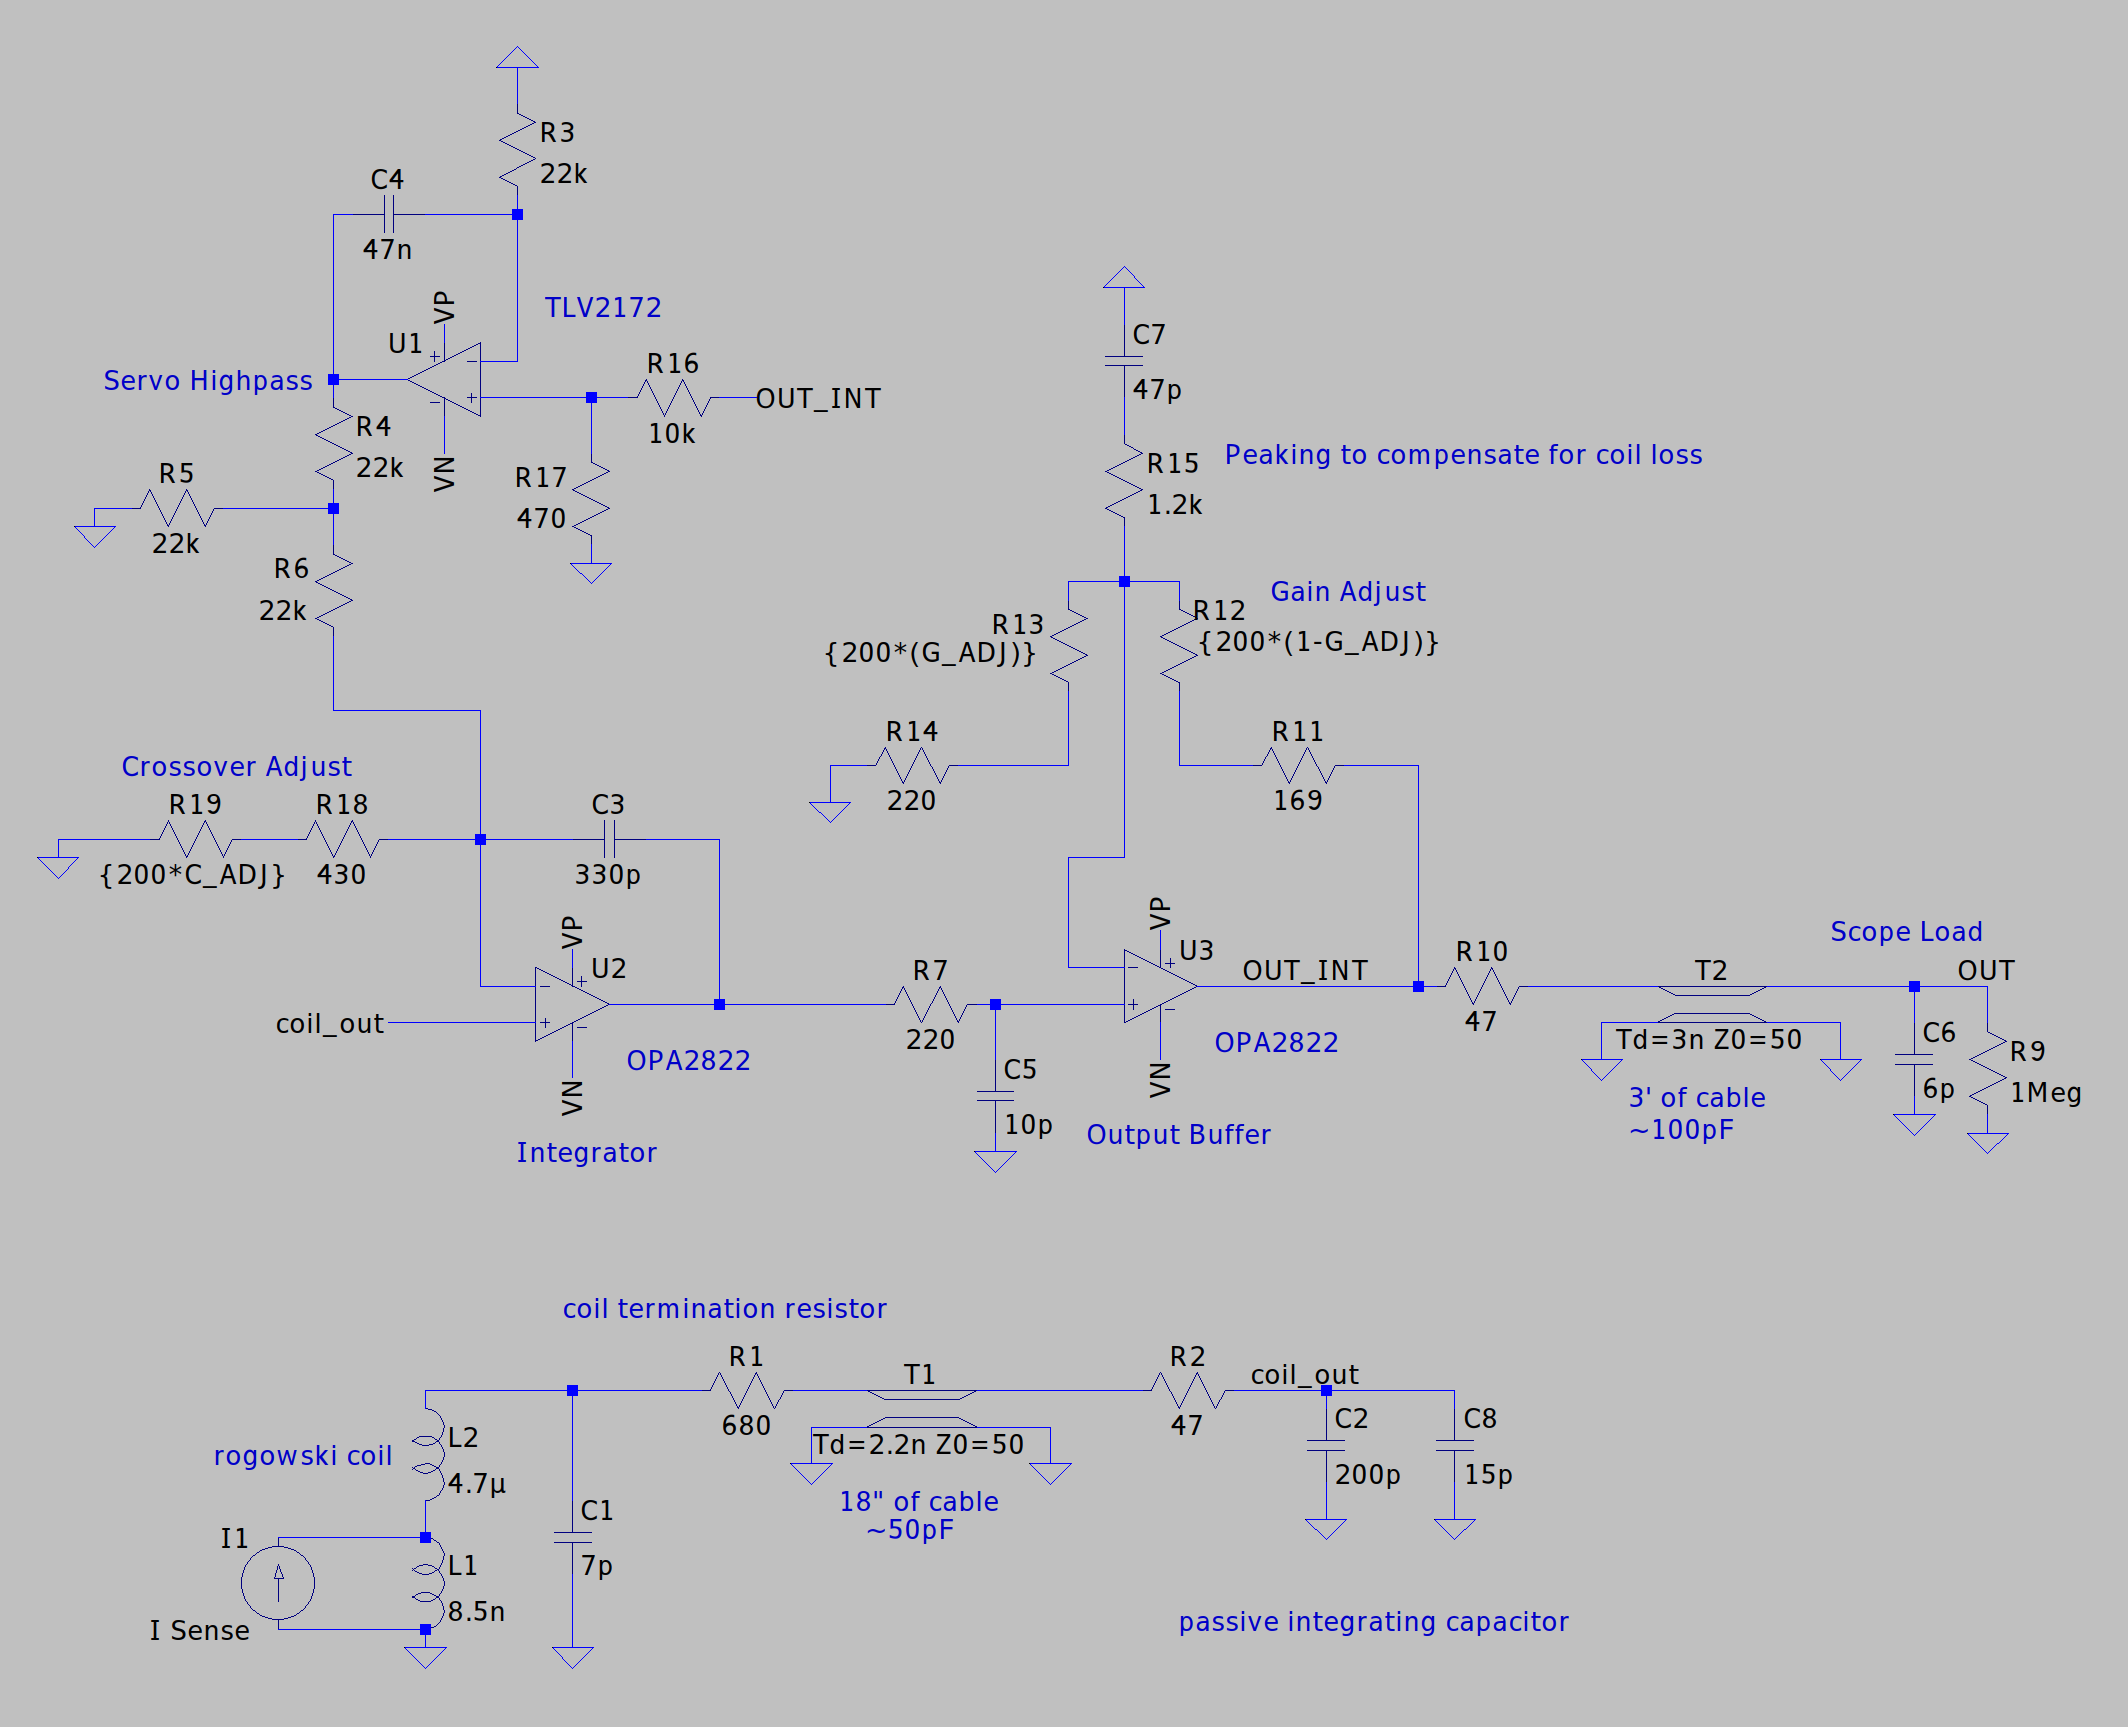 R3
22k
C4
47n
VP
TLV2172
U1
R16
Servo Highpass
OUT_INT
10k
R4
22k
VN
R5
22k
R17
470
R6
22k
C7
47p
Peaking to compensate for coil loss
R15
1.2k
Gain Adjust
R13
{200*(G_ADJ)}
R12
{200*(1-G_ADJ)}
R14
220
R11
169
Crossover Adjust
R19
{200*C_ADJ}
R18
430
C3
330p
VP
U2
coil_out
VN
OPA2822
Integrator
R7
220
C5
10p
VP
U3
OUT_INT
VN
OPA2822
Output Buffer
R10
47
T2
Td=3n Z0=50
3' of cable
~100pF
Scope Load
OUT
C6
6p
R9
1Meg
coil termination resistor
R1
680
T1
Td=2.2n Z0=50
18" of cable
~50pF
R2
47
coil_out
C2
200p
C8
15p
rogowski coil
L2
4.7µ
C1
7p
I1
L1
8.5n
I Sense
passive integrating capacitor